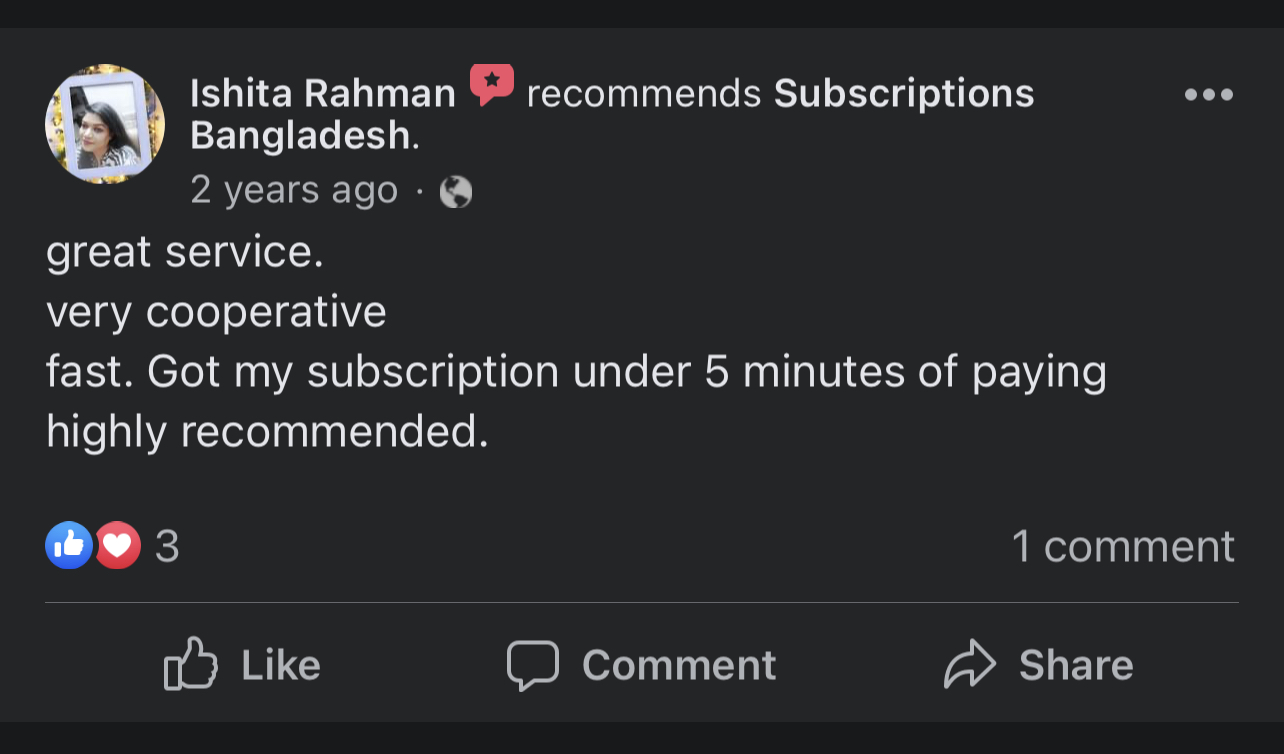 Ishita Rahman recommends Subscriptions
Bangladesh.
2 years ago ·
great service.
very cooperative
fast. Got my subscription under 5 minutes of paying
highly recommended.
3
1 comment
Like
Comment
Share